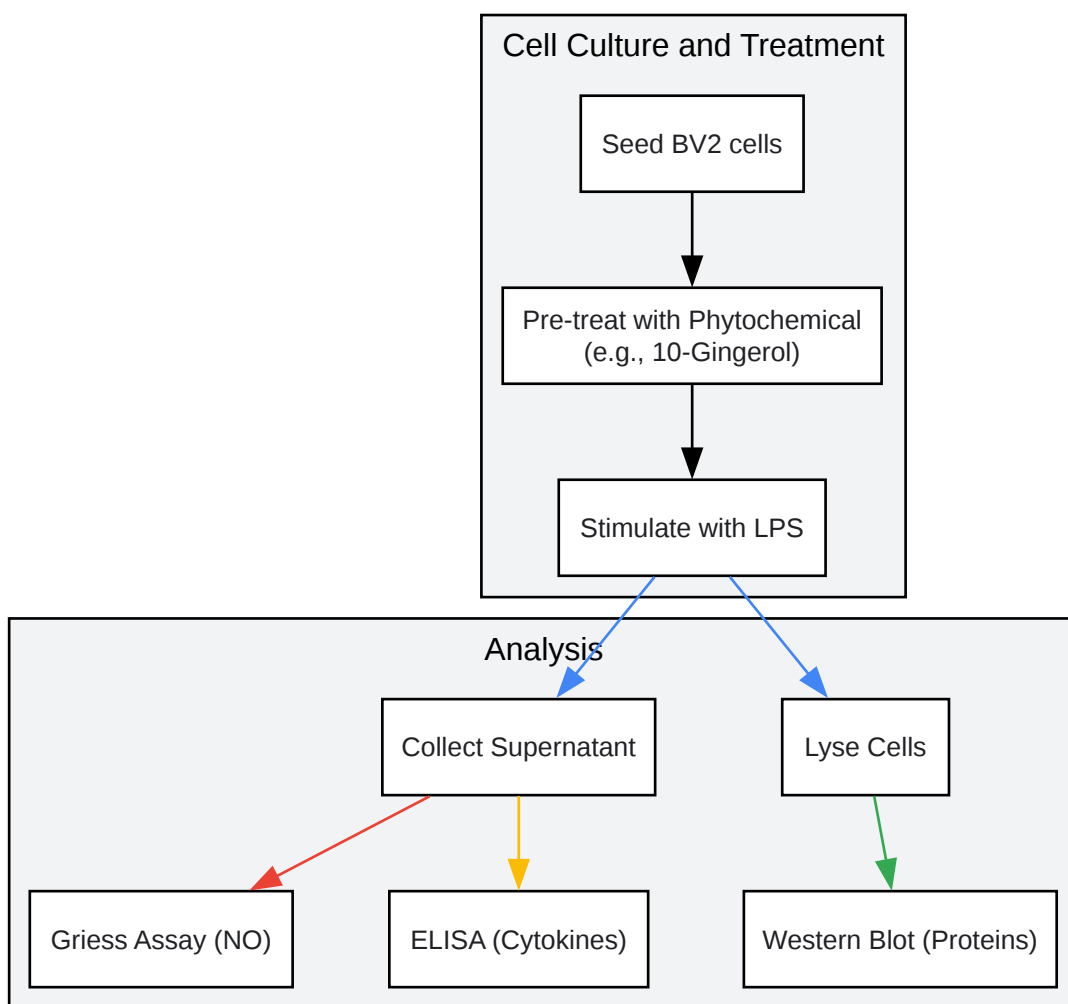 Cell Culture and Treatment
Seed BV2 cells
Pre-treat with Phytochemical
(e.g., 10-Gingerol)
Stimulate with LPS
Analysis
Collect Supernatant
Lyse Cells
Griess Assay (NO)
ELISA (Cytokines)
Western Blot (Proteins)